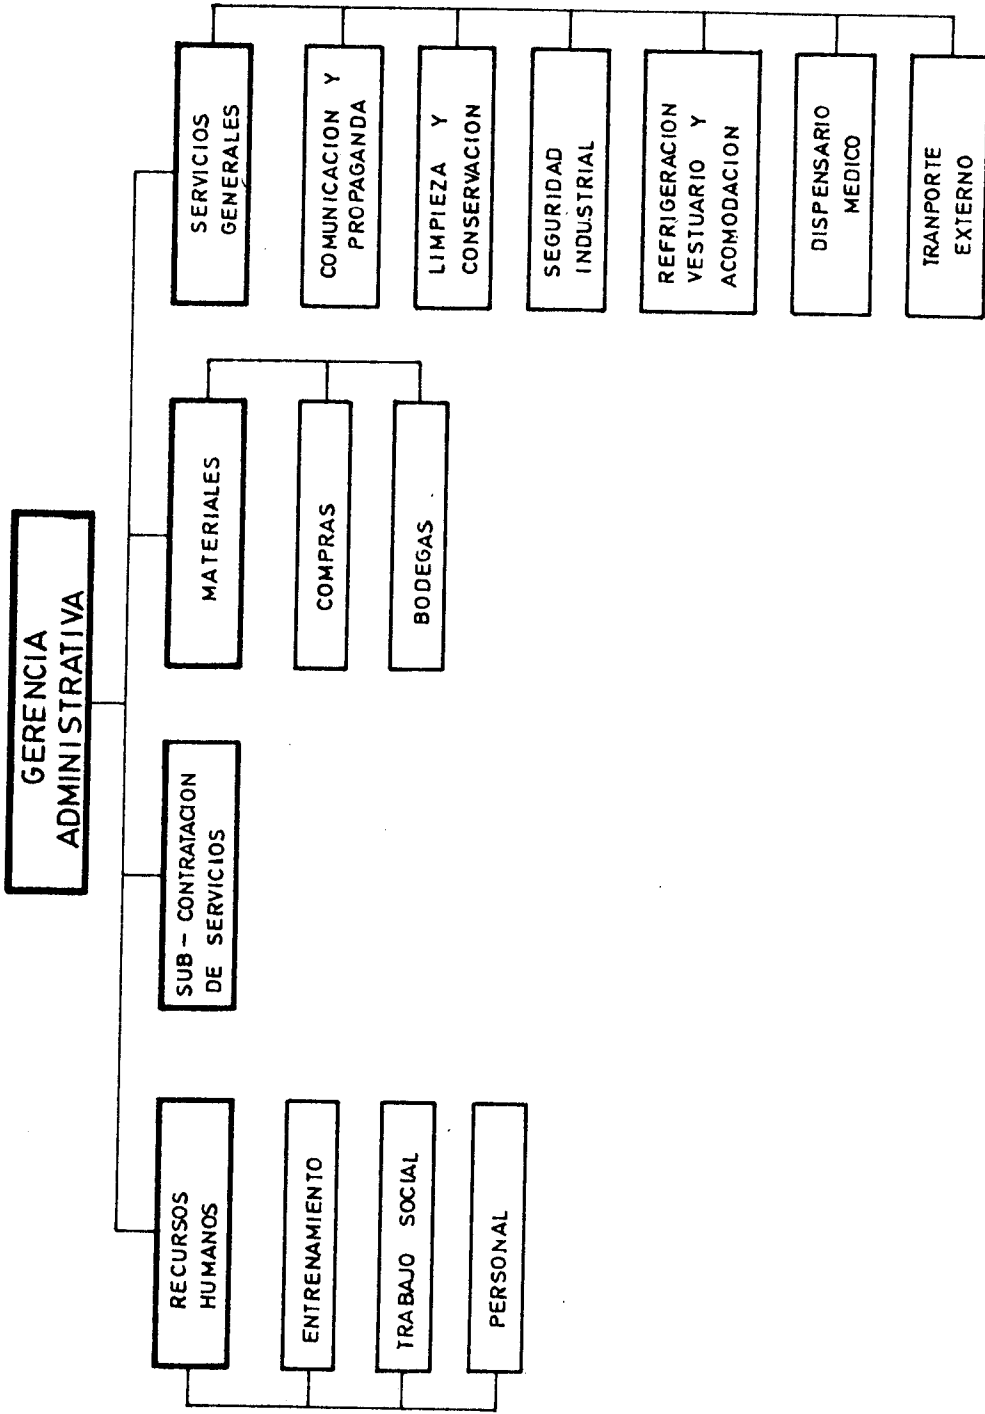 GERENCIA
ADMINISTRATIVA
RECURSOS
HUMANOS
ENTRENAMIENTO
TRABAJO SOCIAL
PERSONAL
SUB - CONTRATACION
DE SERVICIOS
MATERIALES
COMPRAS
BODEGAS
SERVICIOS
GENERALES
COMUNICACION Y
PROPAGANDA
LIMPIEZA Y
CONSERVACION
SEGURIDAD
INDUSTRIAL
REFRIGERACION
VESTUARIO Y
ACOMODACION
DISPENSARIO
MEDICO
TRANPORTE
EXTERNO